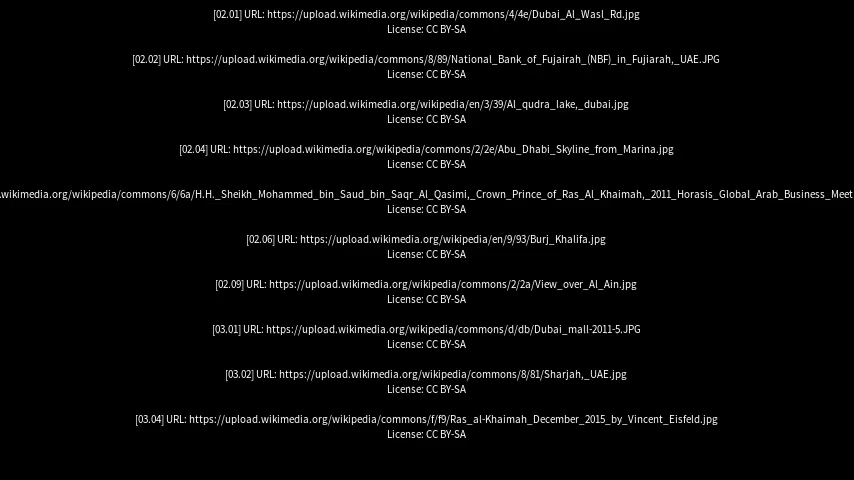 [02.01] URL: https://upload.wikimedia.org/wikipedia/commons/4/4e/Dubai_Al_Wasl_Rd.jpg
License: CC BY-SA
[02.02] URL: https://upload.wikimedia.org/wikipedia/commons/8/89/National_Bank_of_Fujairah_(NBF)_in_Fujiarah,_UAE.JPG
License: CC BY-SA
[02.03] URL: https://upload.wikimedia.org/wikipedia/en/3/39/Al_qudra_lake,_dubai.jpg
License: CC BY-SA
[02.04] URL: https://upload.wikimedia.org/wikipedia/commons/2/2e/Abu_Dhabi_Skyline_from_Marina.jpg
License: CC BY-SA
.wikimedia.org/wikipedia/commons/6/6a/H.H._Sheikh_Mohammed_bin_Saud_bin_Saqr_Al_Qasimi,_Crown_Prince_of_Ras_Al_Khaimah,_2011_Horasis_Global_Arab_Business_Meet
License: CC BY-SA
[02.06] URL: https://upload.wikimedia.org/wikipedia/en/9/93/Burj_Khalifa.jpg
License: CC BY-SA
[02.09] URL: https://upload.wikimedia.org/wikipedia/commons/2/2a/View_over_Al_Ain.jpg
License: CC BY-SA
[03.01] URL: https://upload.wikimedia.org/wikipedia/commons/d/db/Dubai_mall-2011-5.JPG
License: CC BY-SA
[03.02] URL: https://upload.wikimedia.org/wikipedia/commons/8/81/Sharjah,_UAE.jpg
License: CC BY-SA
[03.04] URL: https://upload.wikimedia.org/wikipedia/commons/f/f9/Ras_al-Khaimah_December_2015_by_Vincent_Eisfeld.jpg
License: CC BY-SA